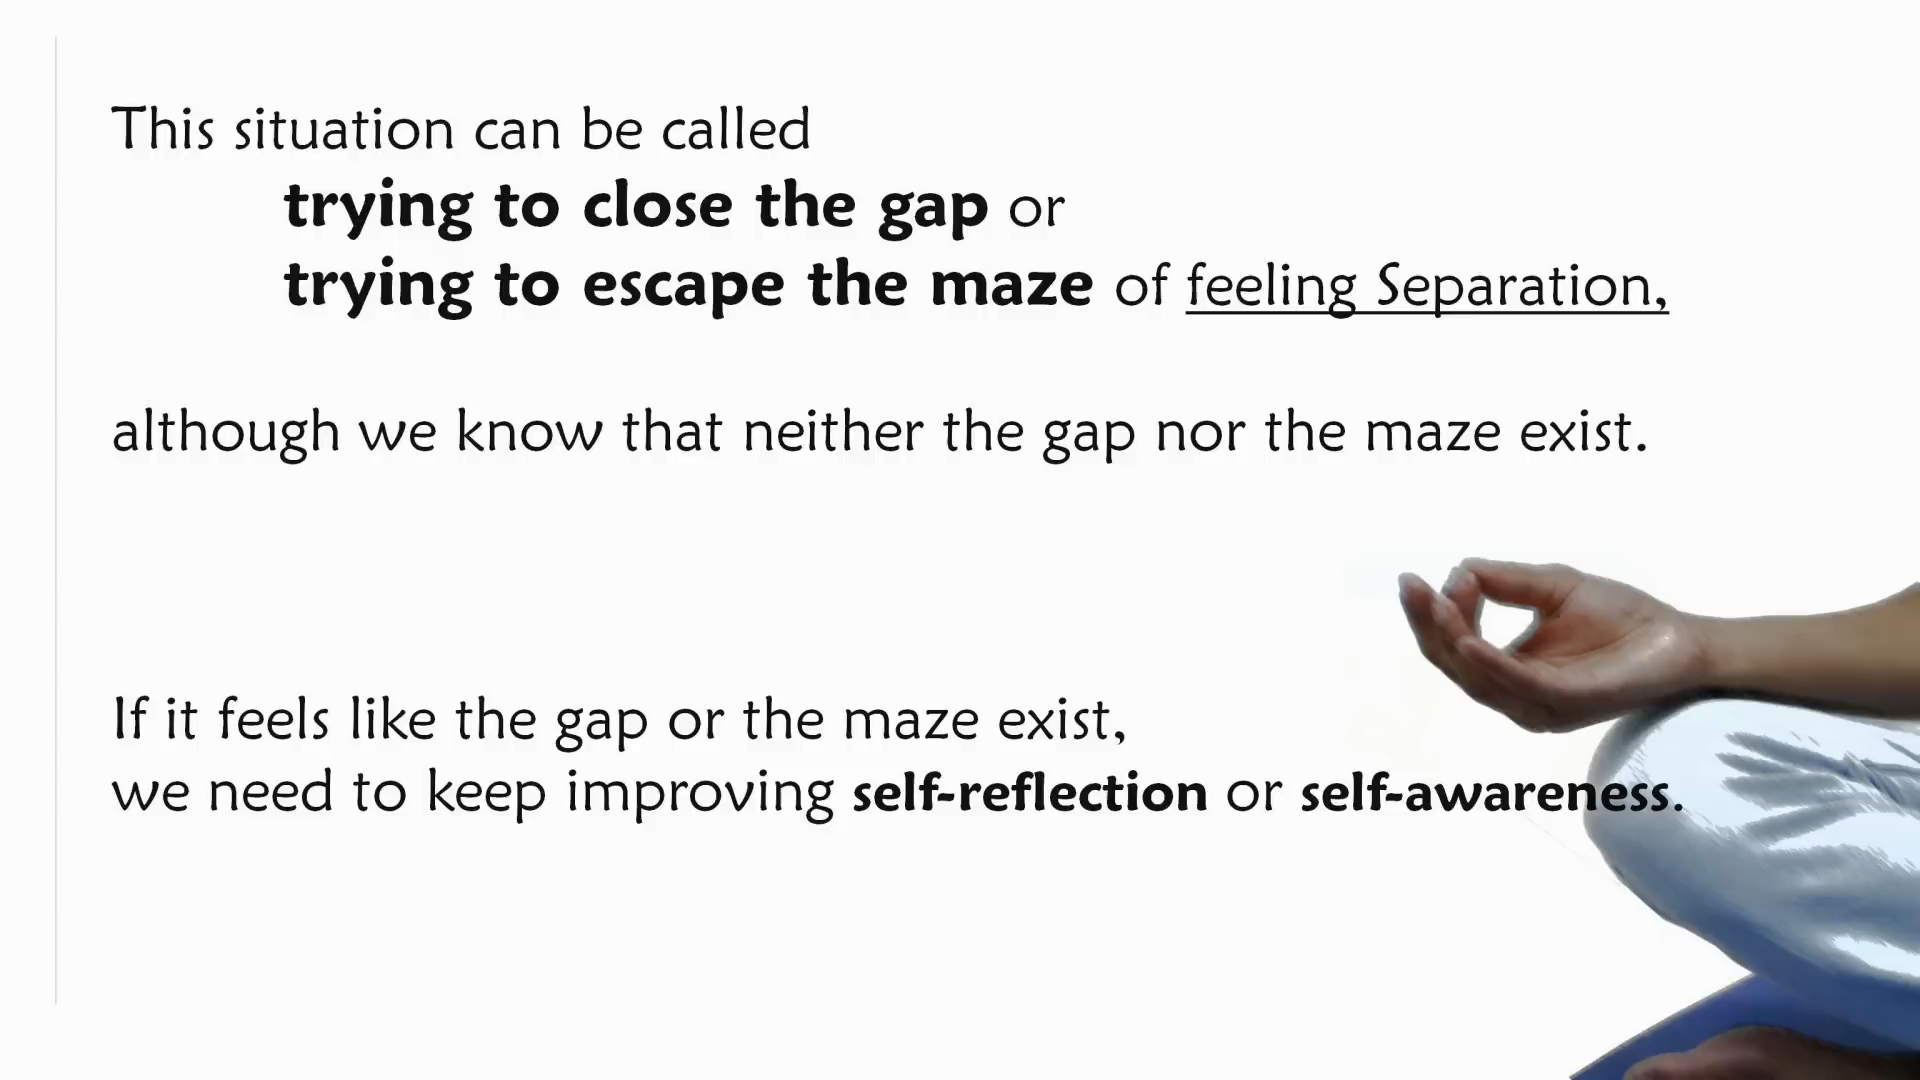 This situation can be called
trying to close the gap or
trying to escape the maze of feeling Separation,
although we know that neither the gap nor the maze exist.
If it feels like the gap or the maze exist,
we need to keep improving self-reflection or self-awareness.